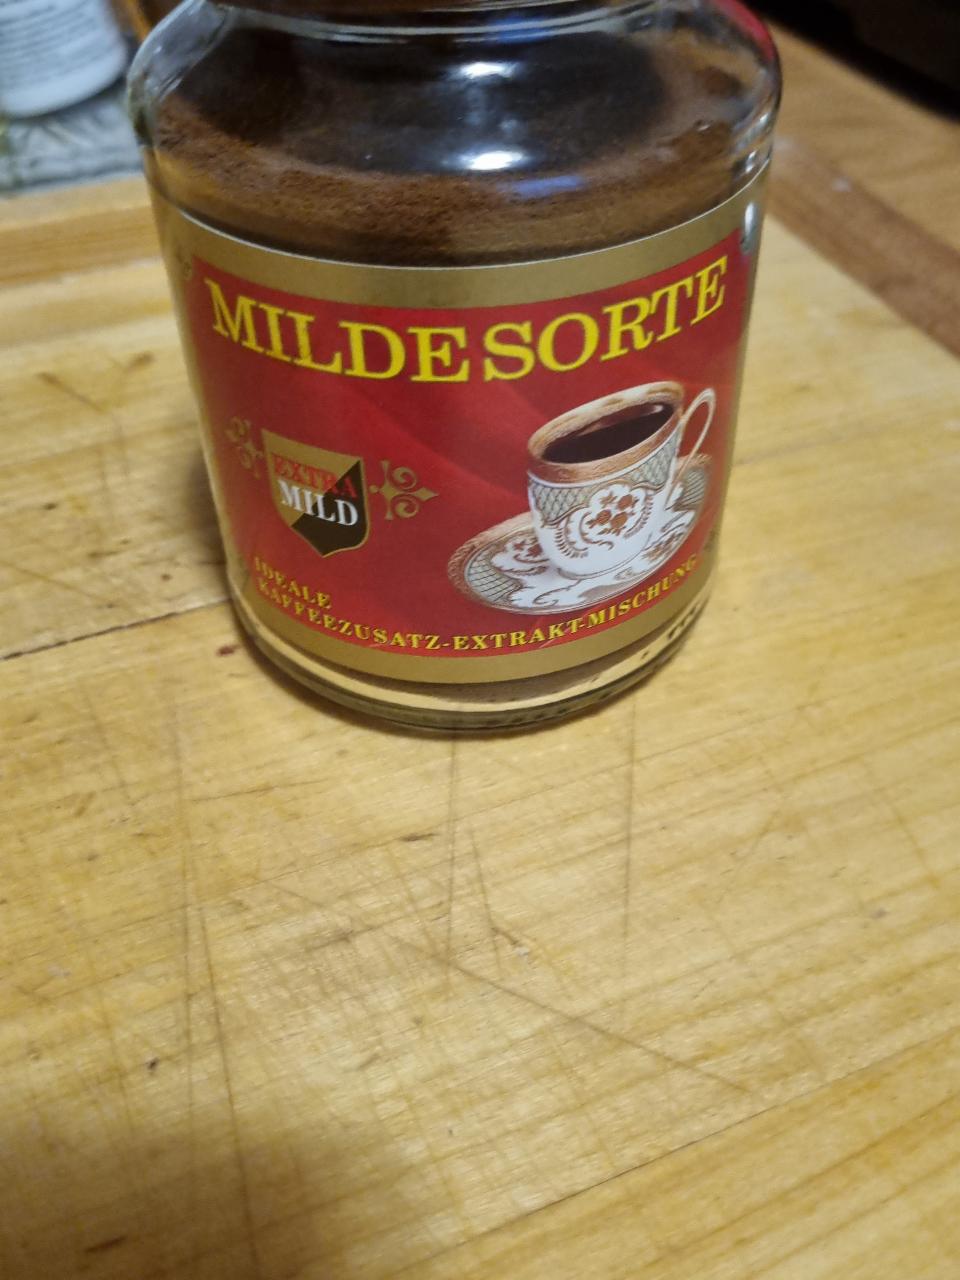 MILDE SORTE
EXTRA
MILD
IDEALE
KAFFEEZUSATZ-EXTRAKT-MISCHUNG